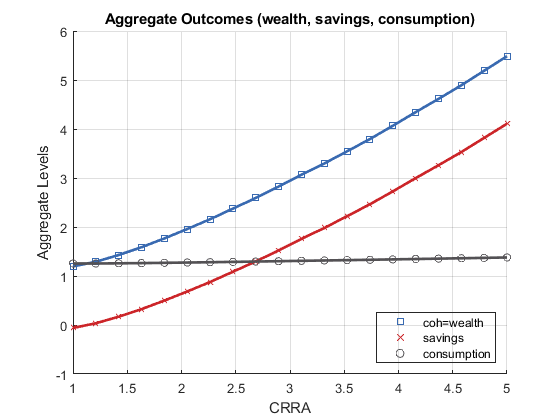 Aggregate Outcomes (wealth, savings, consumption)
6
5
4
3
2
1
0
-1
Aggregate Levels
1 1.5 2 2.5 3 3.5 4 4.5 5
CRRA
coh=wealth
savings
consumption